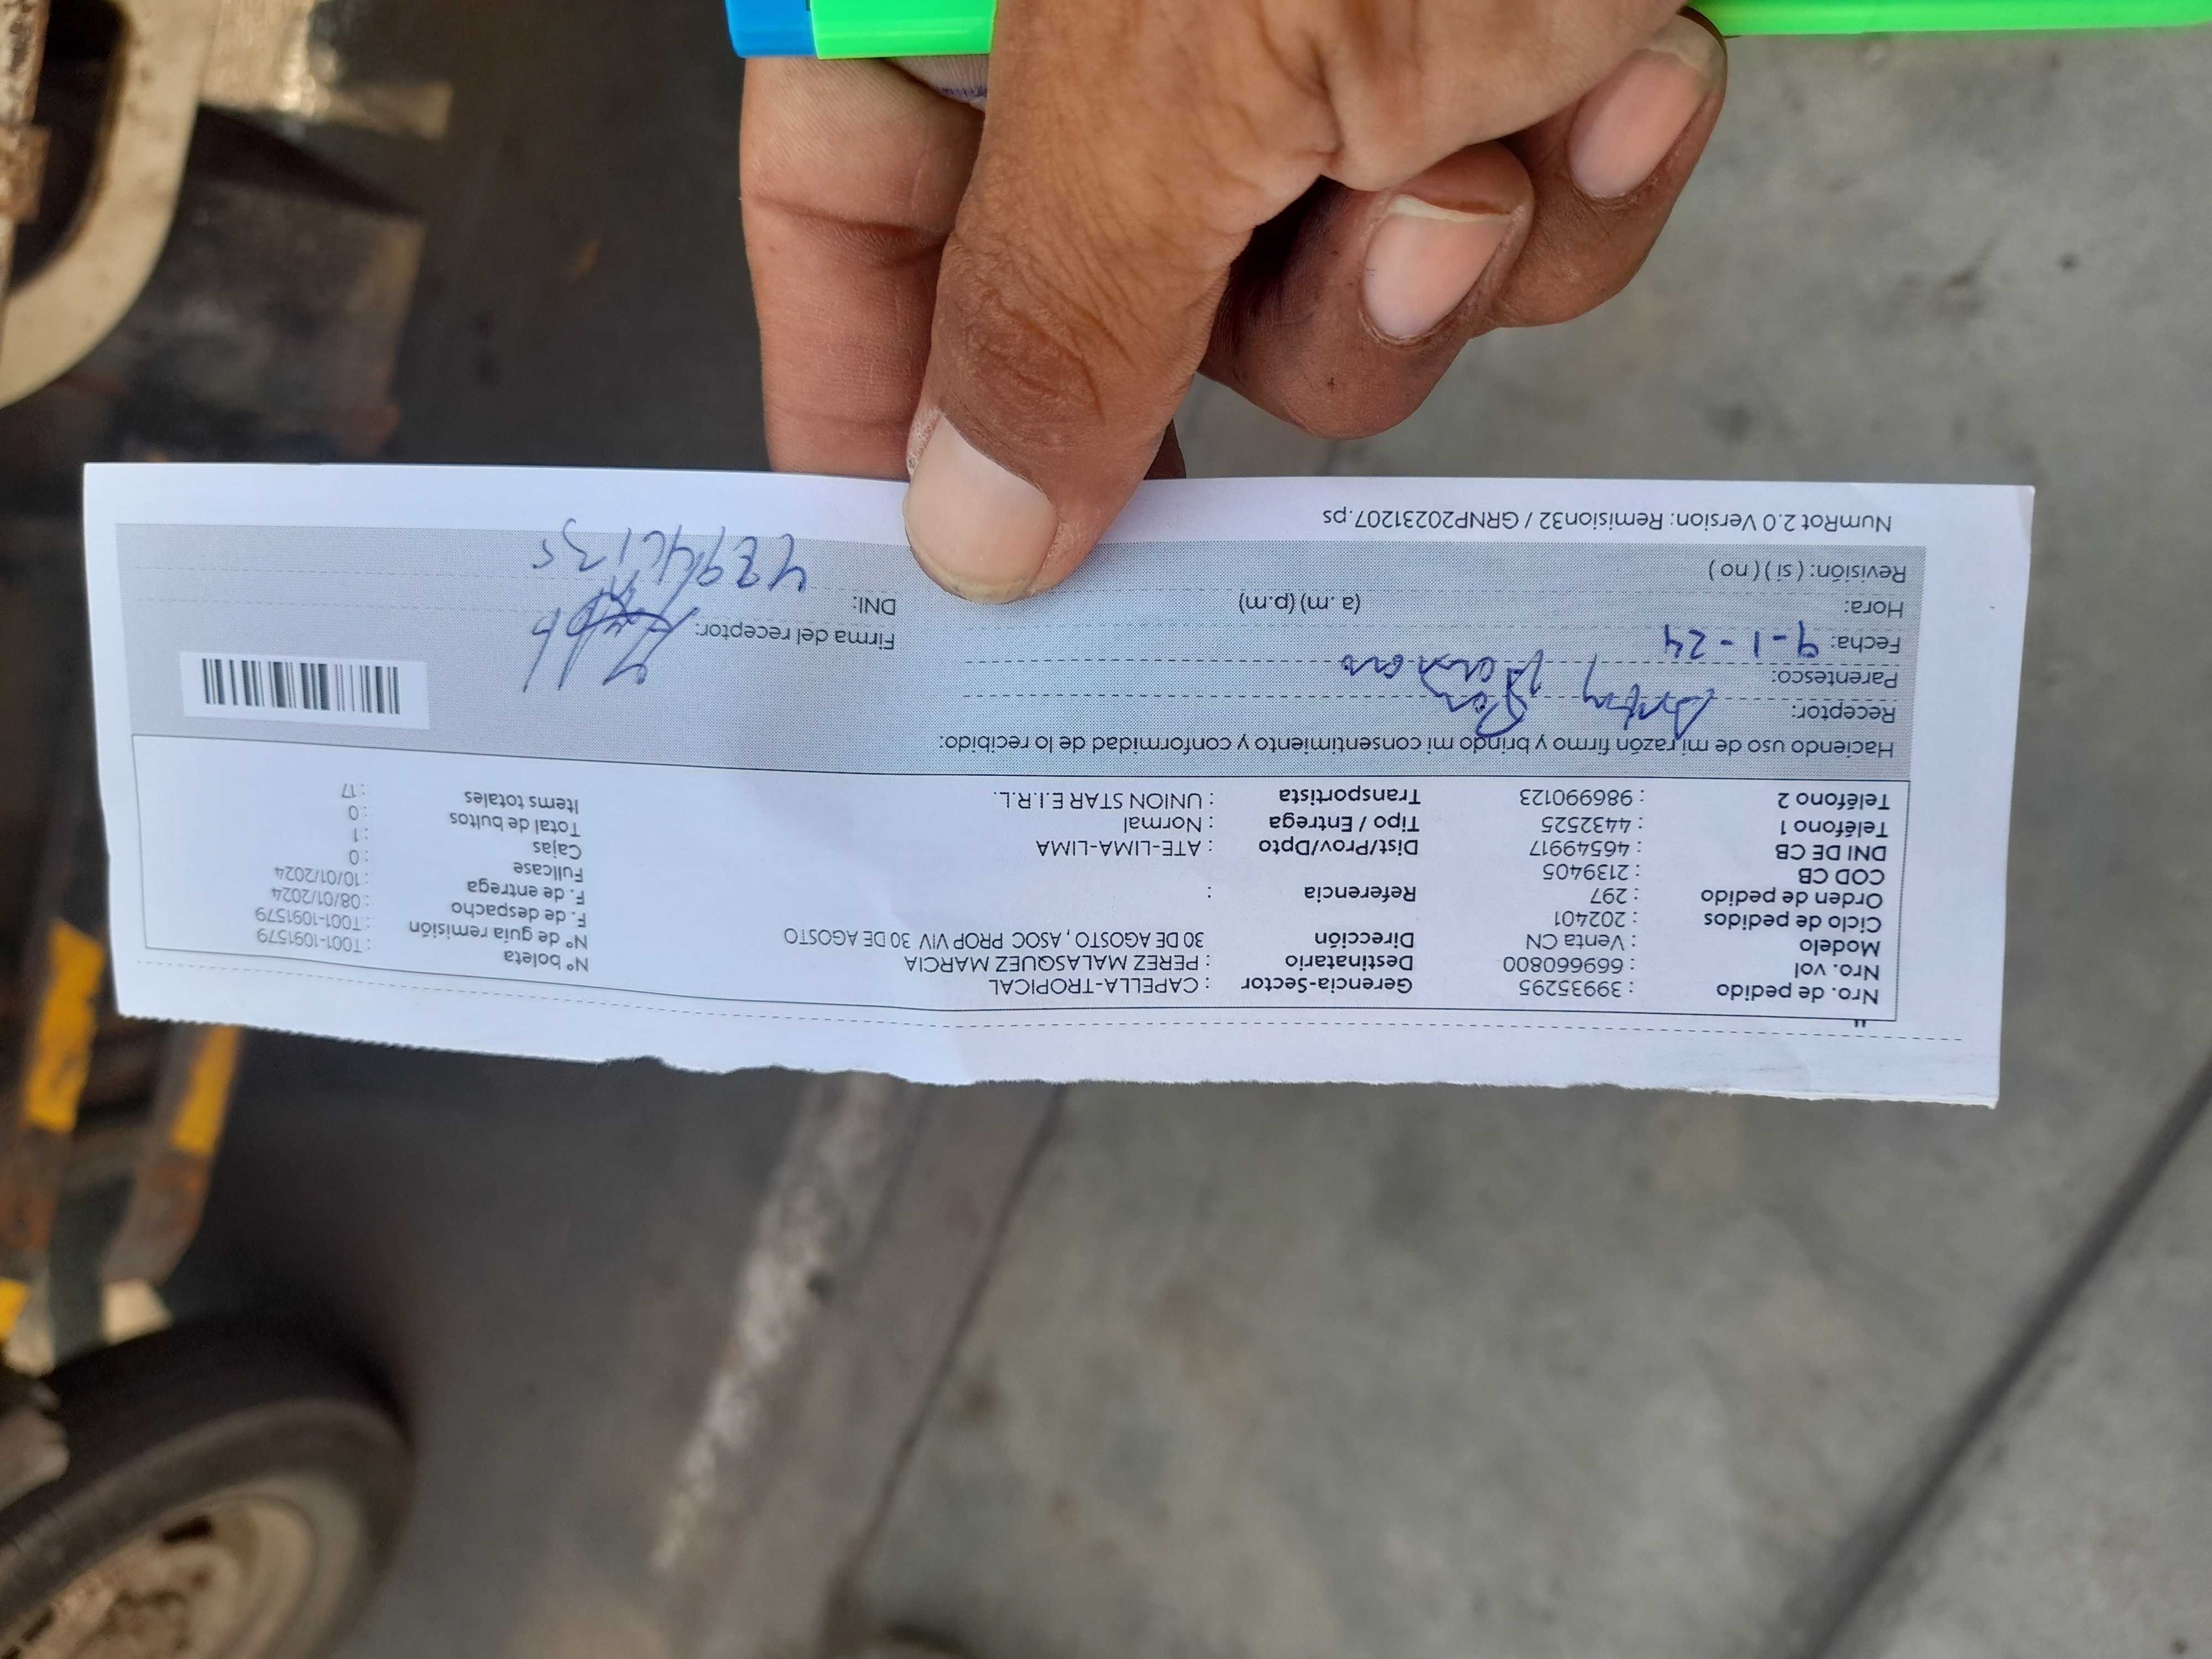 Nro. de pedido : 39935295 Gerencia-Sector : CAPELLA-TROPICAL Nº boleta : T001-1091579
Nro. vol : 669660800 Destinatario : PEREZ MALASQUEZ MARCIA Nº de guía remisión : T001-1091579
Modelo : Venta CN Dirección 30 DE AGOSTO , ASOC PROP VIV 30 DE AGOSTO F. de despacho : 08/01/2024
Ciclo de pedidos : 202401 F. de entrega : 10/01/2024
Orden de pedido : 297 Referencia : Fullcase : 0
COD CB : 2139405 Cajas : 1
DNI DE CB : 46549917 Dist/Prov/Dpto : ATE-LIMA-LIMA Total de bultos : 0
Teléfono 1 : 4432525 Tipo / Entrega : Normal Items totales : 17
Teléfono 2 : 986990123 Transportista : UNION STAR E.I.R.L.
Haciendo uso de mi razón firmo y brindo mi consentimiento y conformidad de lo recibido:
Receptor:
Parentesco:
Fecha: 9-1-24 Firma del receptor:
Hora: (a.m) (p.m) DNI:
Revisión: ( si ) ( no )
NumRot 2.0 Version: Remision32 / GRNP20231207.ps